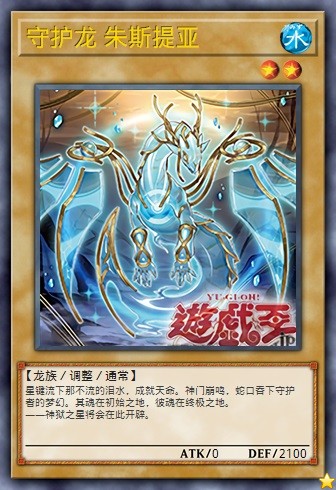 守护龙 朱斯提亚
水
YU-GI-OH!
遊戯王
jp
【龙族／调整／通常】
星键流下那不流的泪水，成就天命。神门崩鸣，蛇口吞下守护
者的梦幻。其魂在初始之地，彼魂在终极之地。
——神狱之星将会在此开辟。
ATK/0 DEF/2100